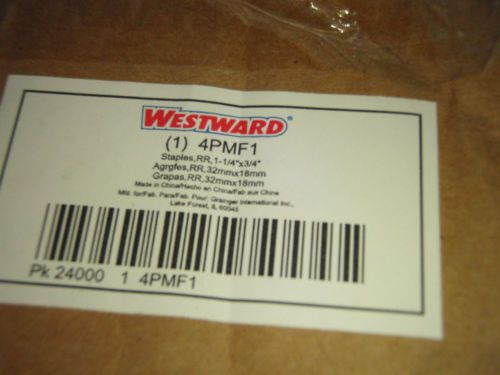 WESTWARD®
(1) 4PMF1
Staples,RR,1-1/4"x3/4"
Agrgfes,RR,32mmx18mm
Grapas,RR,32mmx18mm
Made in China/Hecho en China/Fab aux China
Mfd. for/Fab. Para/Fab. Pour: Grainger International Inc.,
Lake Forest, IL 60045
Pk 24000 1 4PMF1